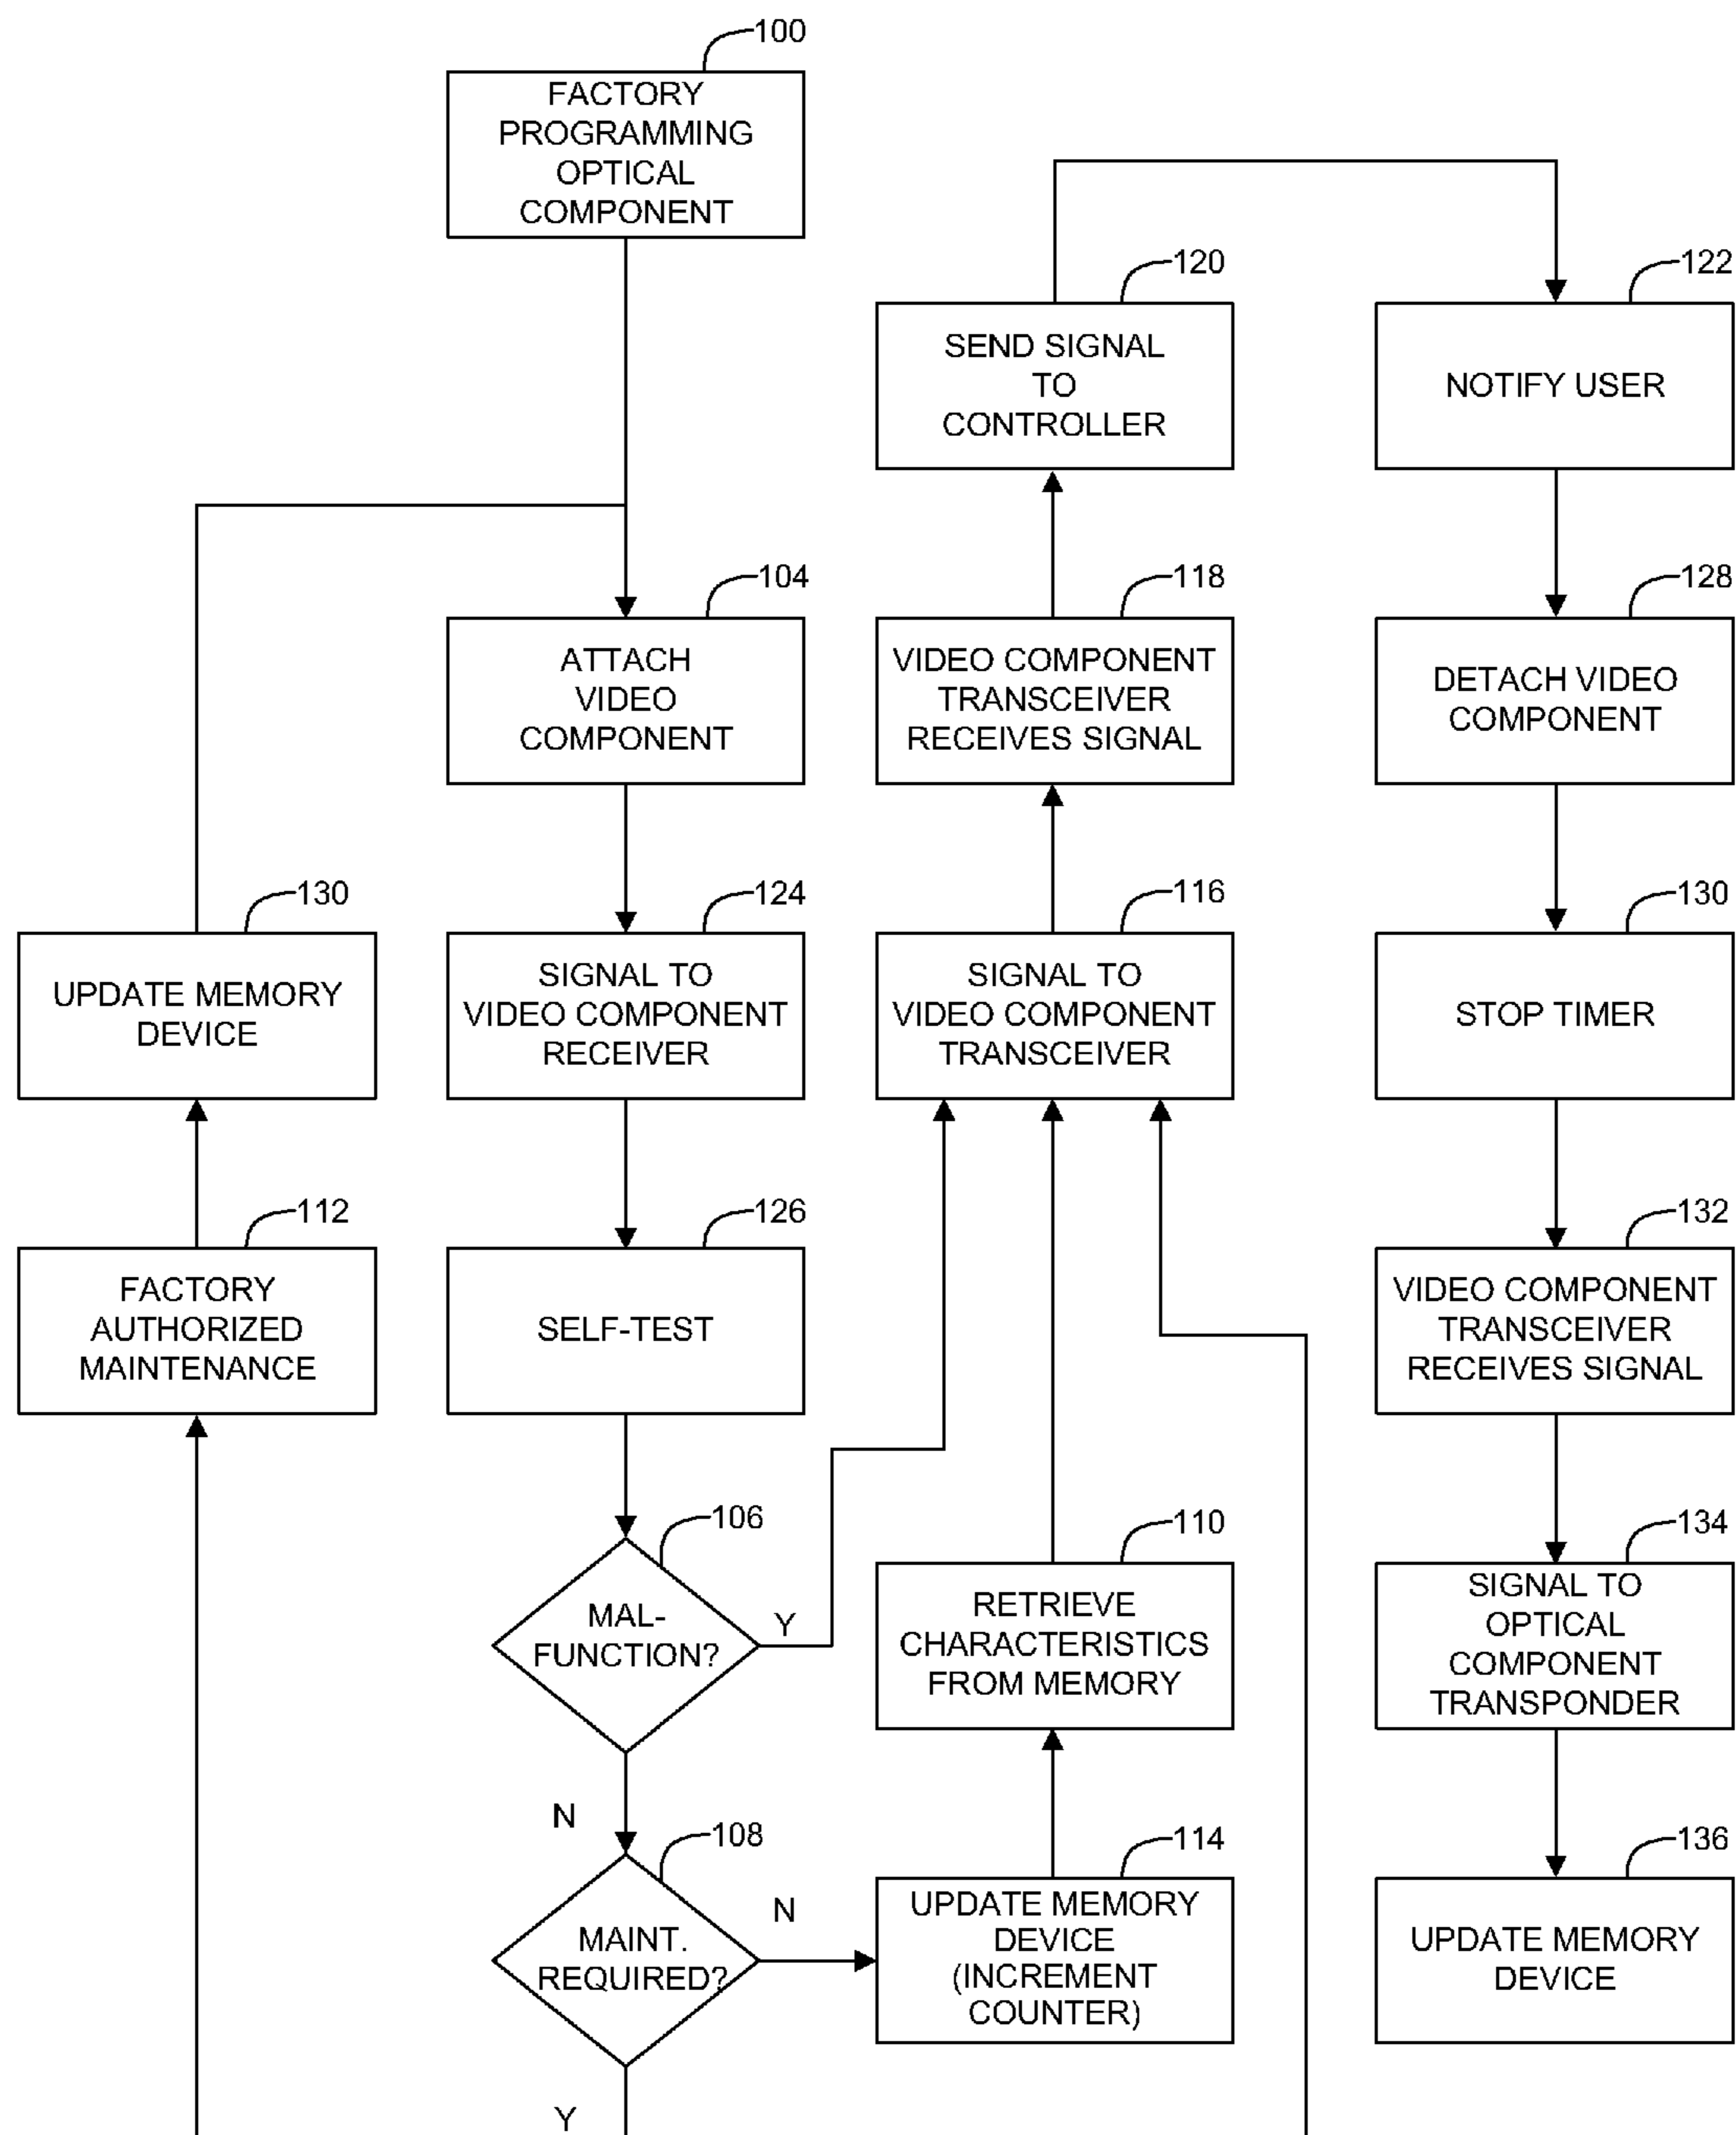 100
FACTORY
PROGRAMMING
OPTICAL
COMPONENT
120
SEND SIGNAL
TO
CONTROLLER
122
NOTIFY USER
104
ATTACH
VIDEO
COMPONENT
118
VIDEO COMPONENT
TRANSCEIVER
RECEIVES SIGNAL
128
DETACH VIDEO
COMPONENT
130
UPDATE MEMORY
DEVICE
124
SIGNAL TO
VIDEO COMPONENT
RECEIVER
116
SIGNAL TO
VIDEO COMPONENT
TRANSCEIVER
130
STOP TIMER
112
FACTORY
AUTHORIZED
MAINTENANCE
126
SELF-TEST
132
VIDEO COMPONENT
TRANSCEIVER
RECEIVES SIGNAL
106
MAL-
FUNCTION?
Y
N
110
RETRIEVE
CHARACTERISTICS
FROM MEMORY
134
SIGNAL TO
OPTICAL
COMPONENT
TRANSPONDER
108
MAINT.
REQUIRED?
N
Y
114
UPDATE MEMORY
DEVICE
(INCREMENT
COUNTER)
136
UPDATE MEMORY
DEVICE